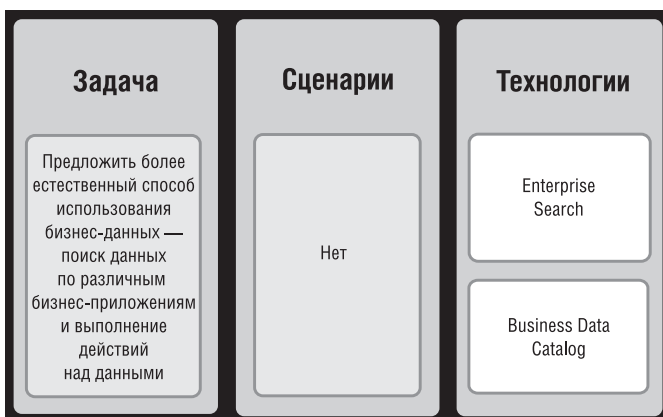 Задача
Предложить более
естественный способ
использования
бизнес-данных —
поиск данных
по различным
бизнес-приложениям
и выполнение
действий
над данными
Сценарии
Нет
Технологии
Enterprise
Search
Business Data
Catalog